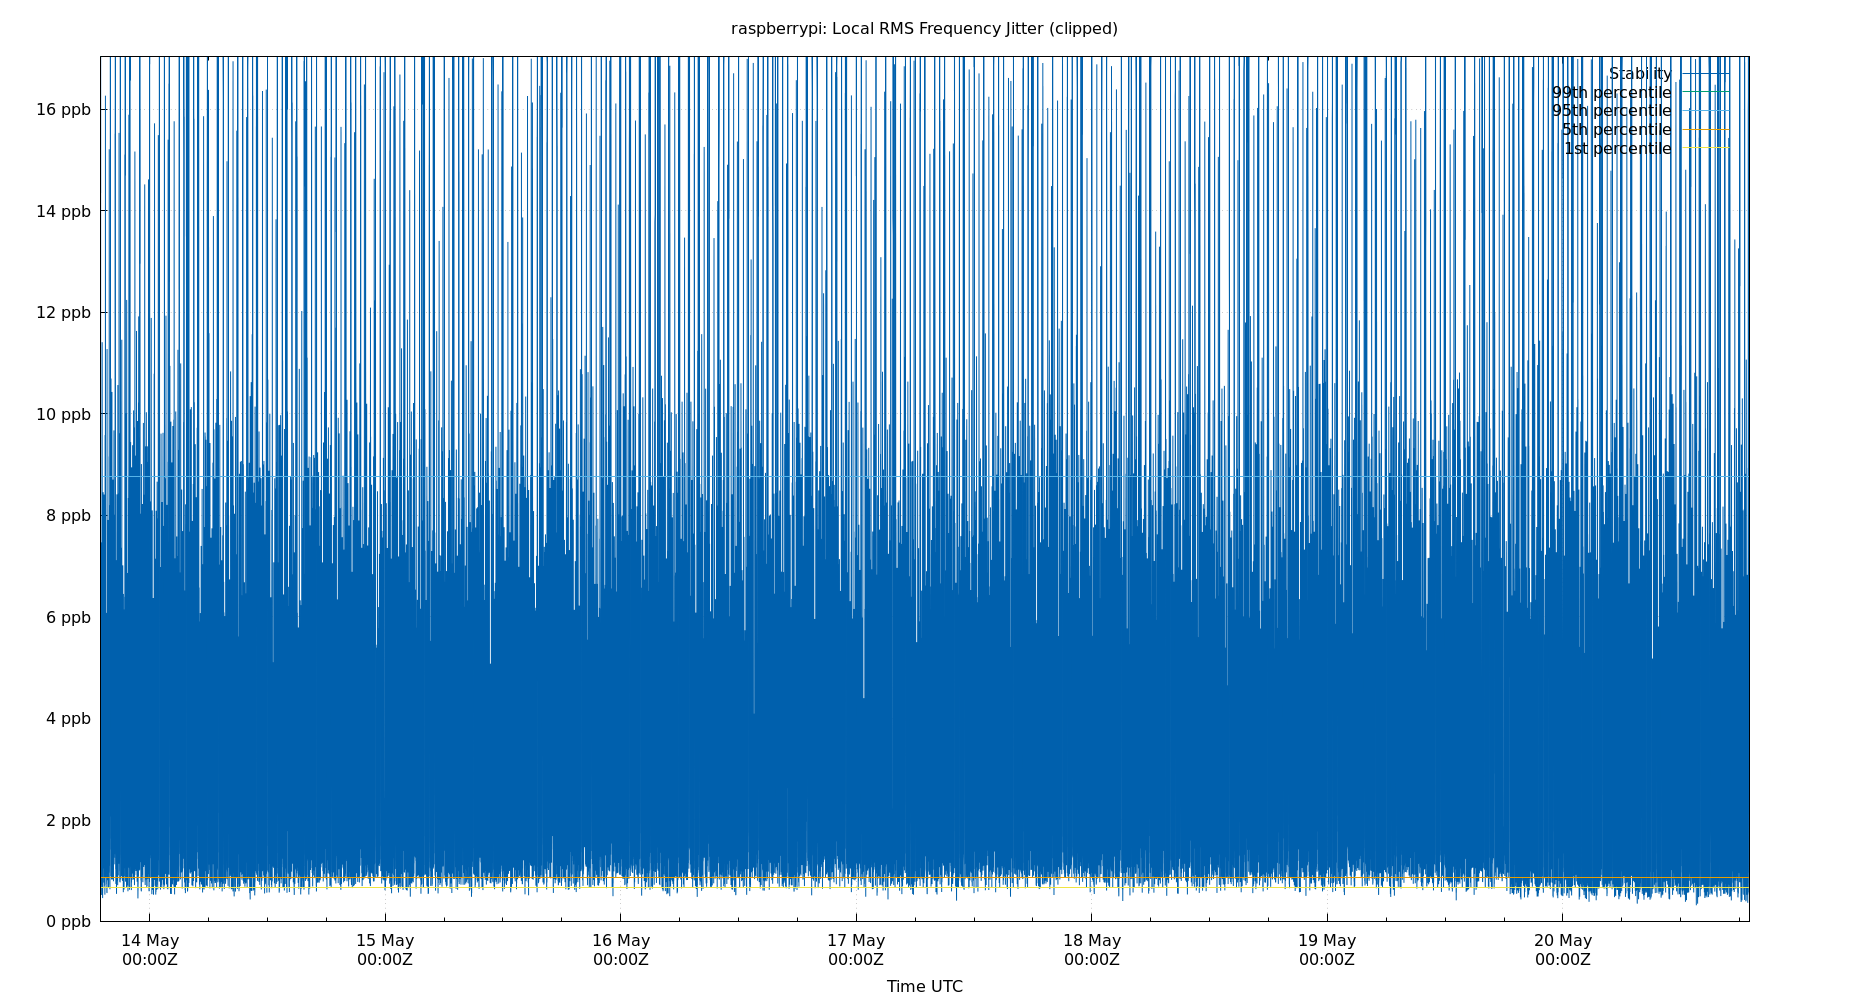 raspberrypi: Local RMS Frequency Jitter (clipped)
Stability
99th percentile
95th percentile
5th percentile
1st percentile
16 ppb
14 ppb
12 ppb
10 ppb
8 ppb
6 ppb
4 ppb
2 ppb
0 ppb
14 May 15 May 16 May 17 May 18 May 19 May 20 May
00:00Z 00:00Z 00:00Z 00:00Z 00:00Z 00:00Z 00:00Z
Time UTC